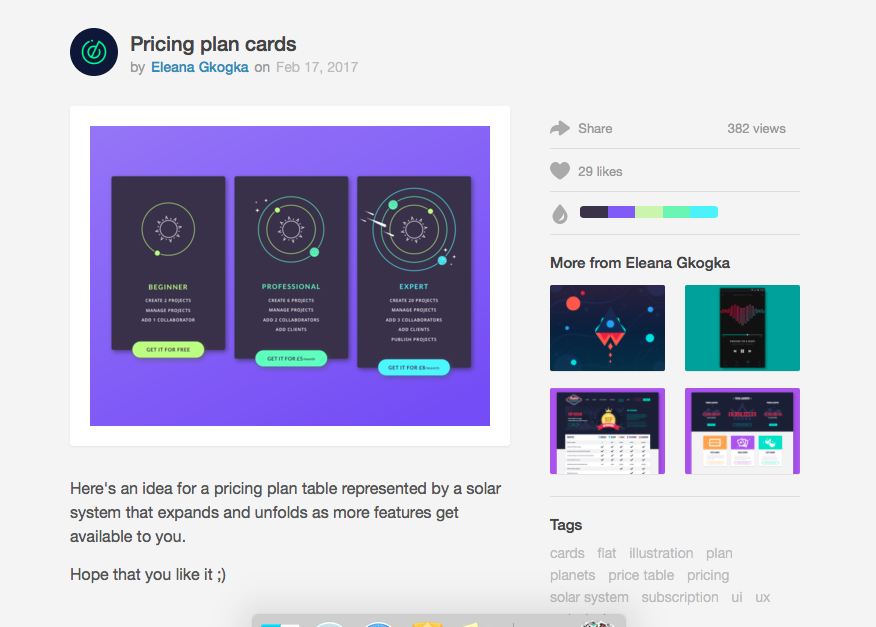 Pricing plan cards
by Eleana Gkogka on Feb 17, 2017
Share 382 views
29 likes
BEGINNER
CREATE 2 PROJECTS
MANAGE PROJECTS
ADD 1 COLLABORATOR
GET IT FOR FREE
PROFESSIONAL
CREATE 6 PROJECTS
MANAGE PROJECTS
ADD 2 COLLABORATORS
ADD CLIENTS
GET IT FOR £5/month
EXPERT
CREATE 20 PROJECTS
MANAGE PROJECTS
ADD 3 COLLABORATORS
ADD CLIENTS
PUBLISH PROJECTS
GET IT FOR £8/month
More from Eleana Gkogka
VIP
Here's an idea for a pricing plan table represented by a solar
system that expands and unfolds as more features get
available to you.
Hope that you like it ;)
Tags
cards flat illustration plan
planets price table pricing
solar system subscription ui ux